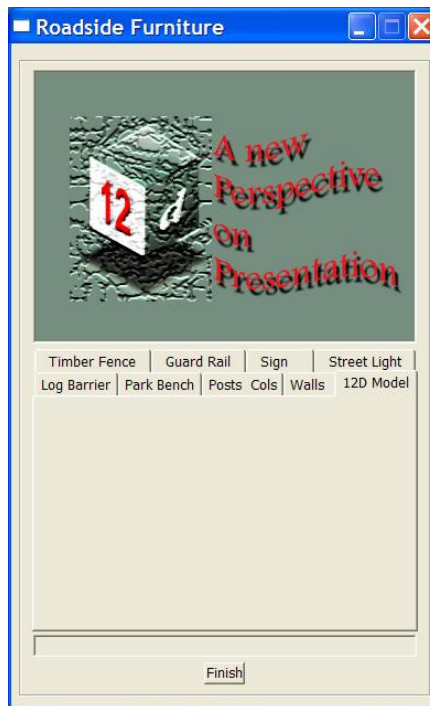 Roadside Furniture
A new
Perspective
on
Presentation
12
d
Timber Fence Guard Rail Sign Street Light
Log Barrier Park Bench Posts Cols Walls 12D Model
Finish